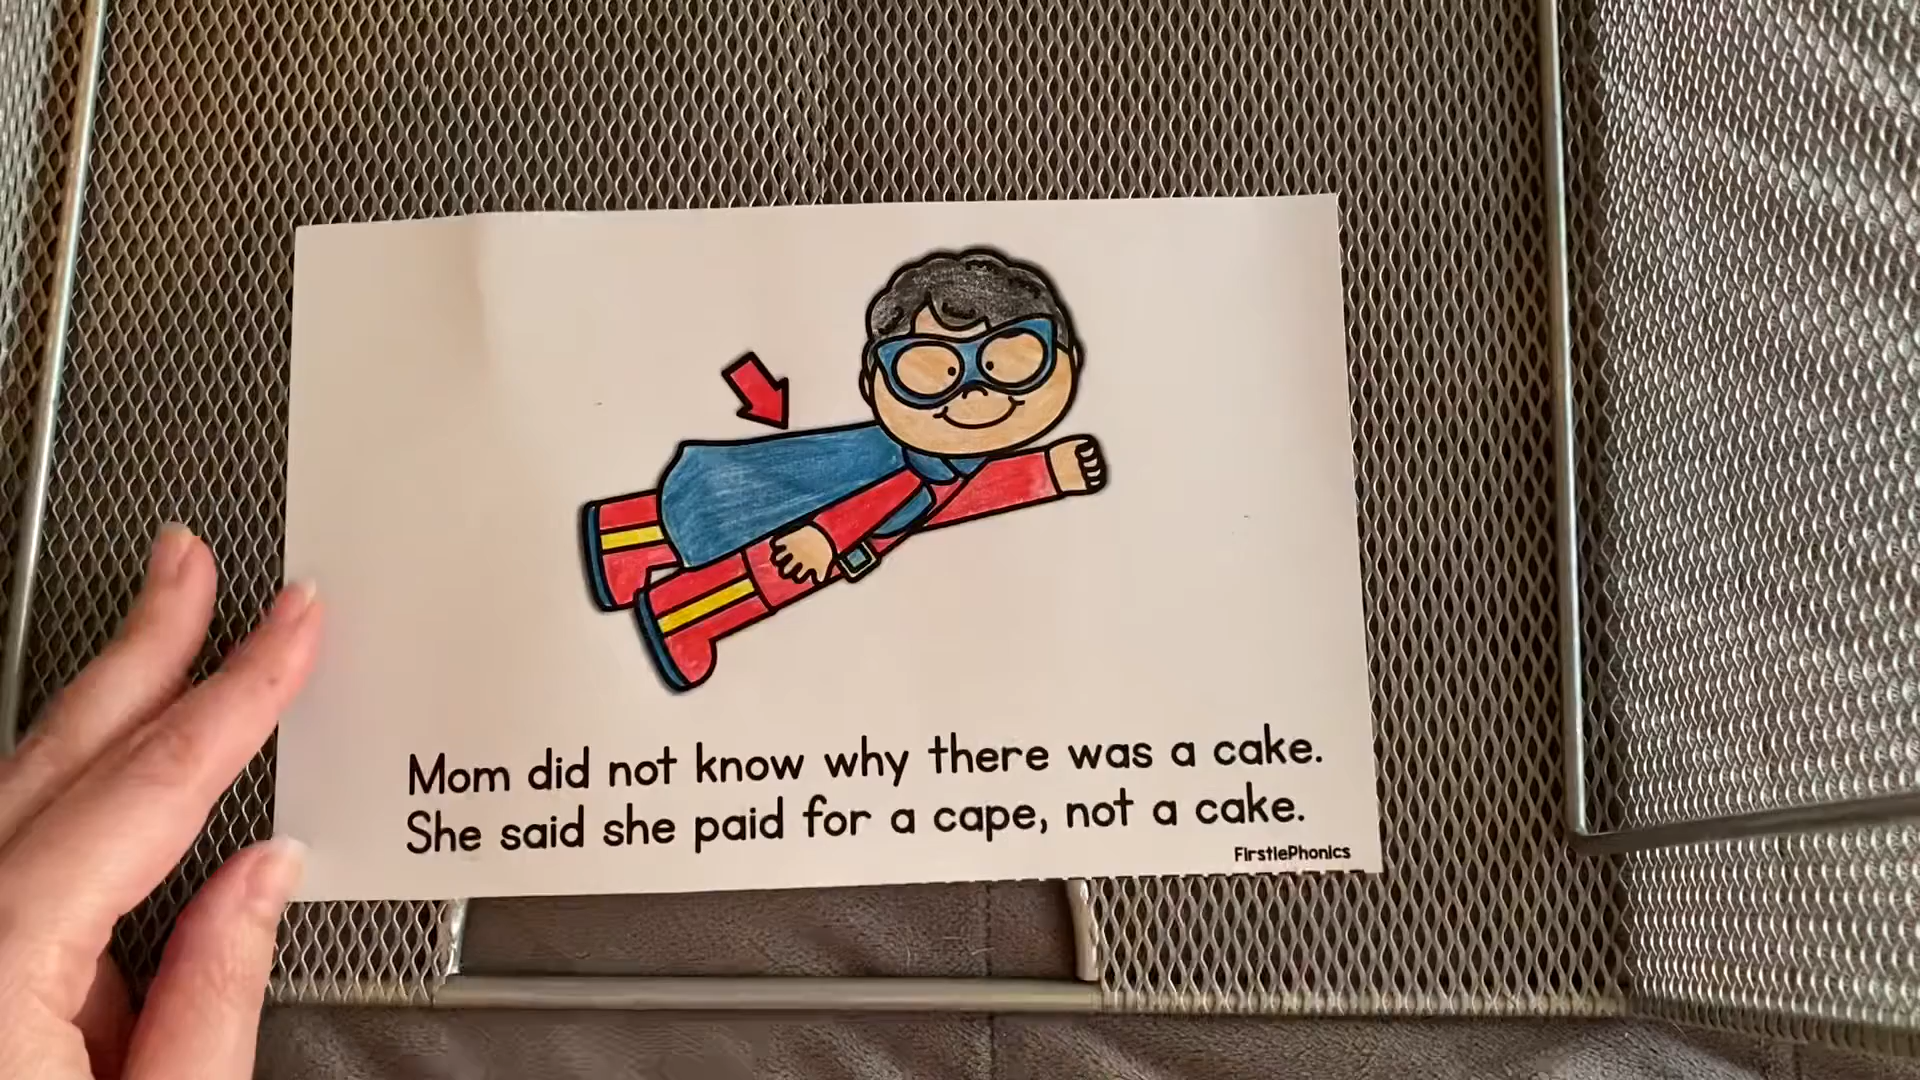 Mom did not know why there was a cake.
She said she paid for a cape, not a cake.
FirstiePhonics